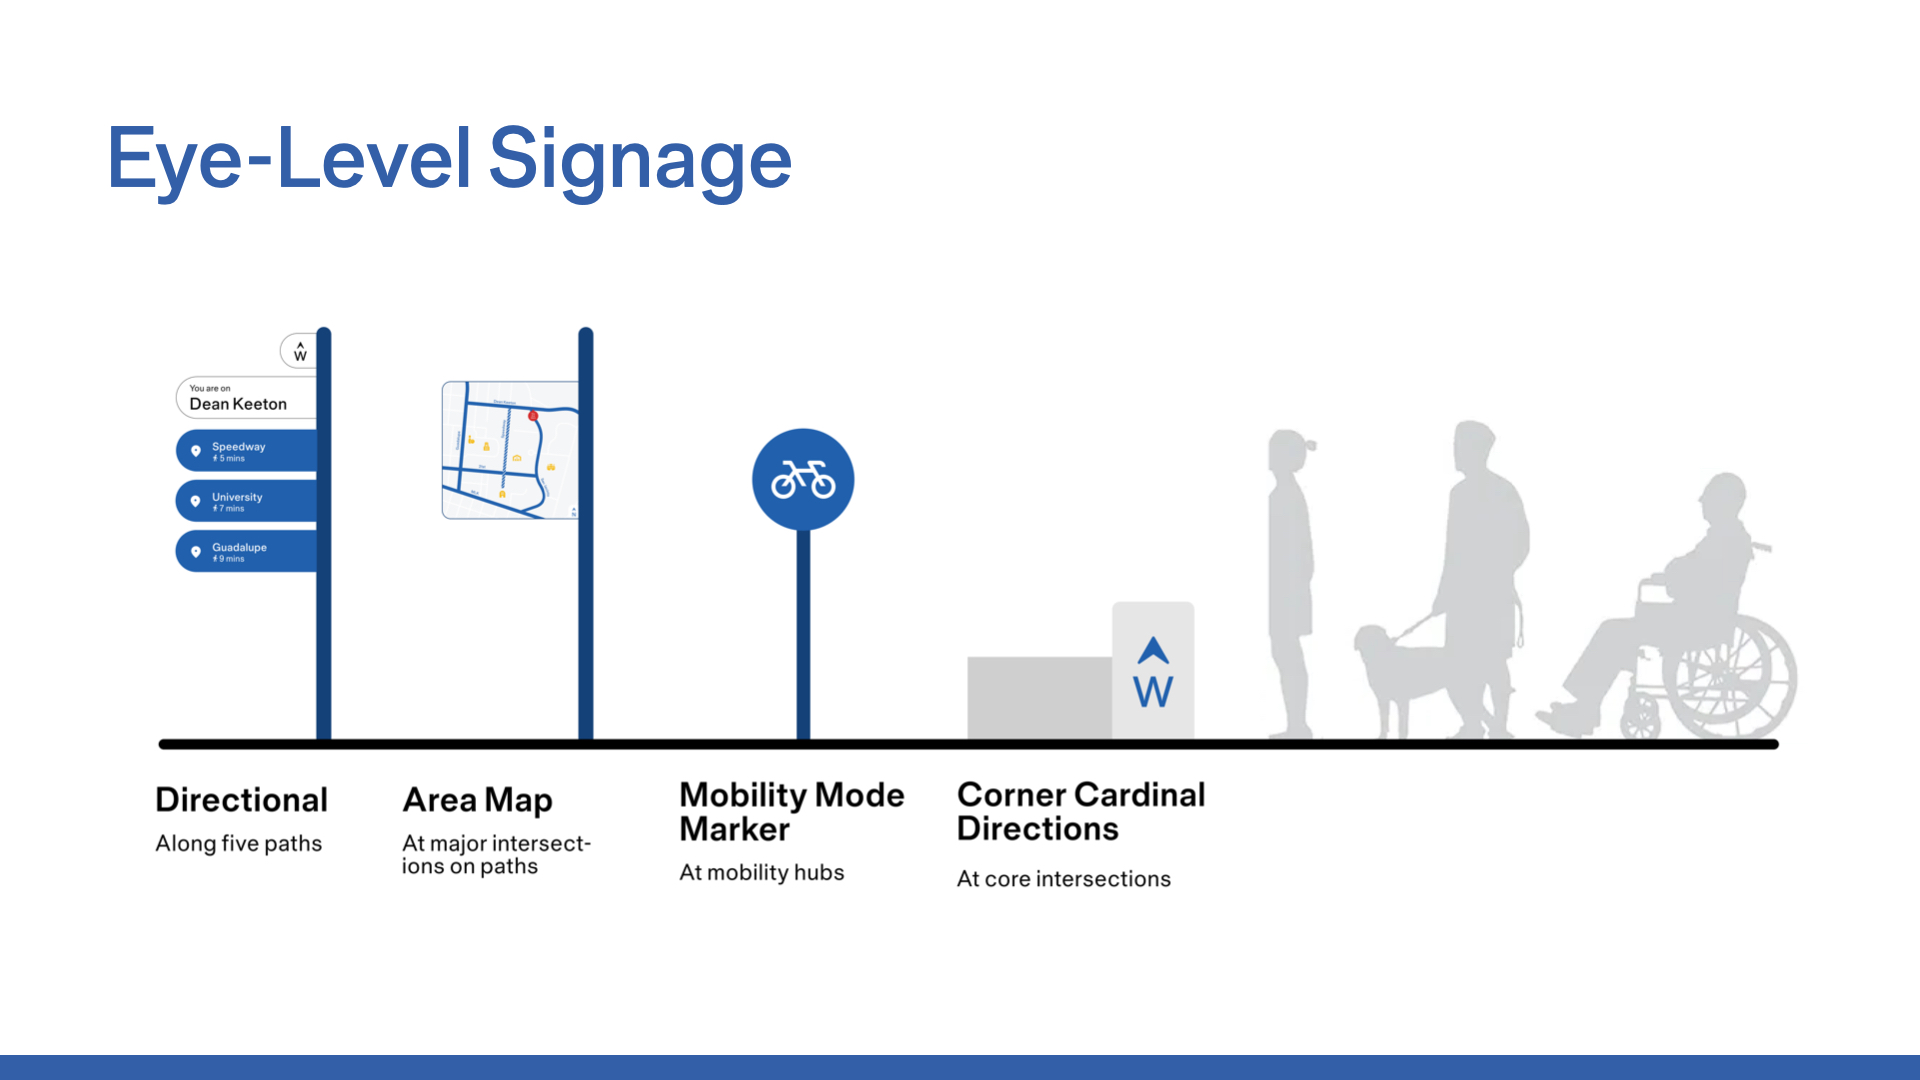 Eye-Level Signage
W
You are on
Dean Keeton
Speedway
5 mins
University
7 mins
Guadalupe
9 mins
W
Directional
Along five paths
Area Map
At major intersect-
ions on paths
Mobility Mode
Marker
At mobility hubs
Corner Cardinal
Directions
At core intersections